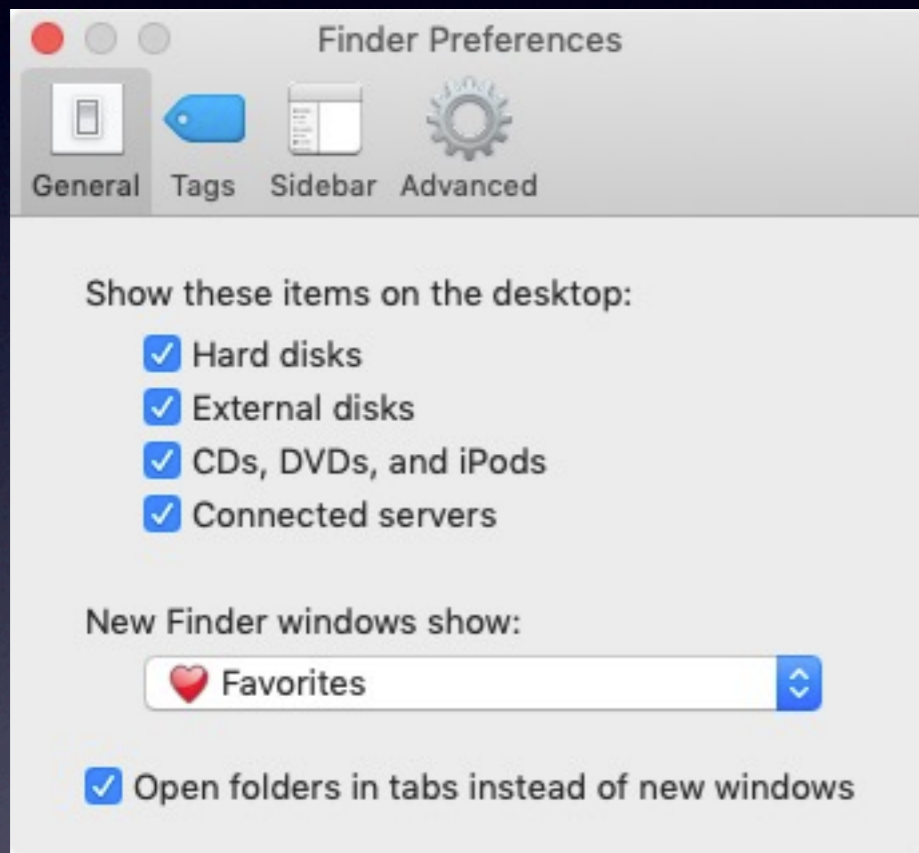 Finder Preferences
General Tags Sidebar Advanced
Show these items on the desktop:
Hard disks
External disks
CDs, DVDs, and iPods
Connected servers
New Finder windows show:
Favorites
Open folders in tabs instead of new windows